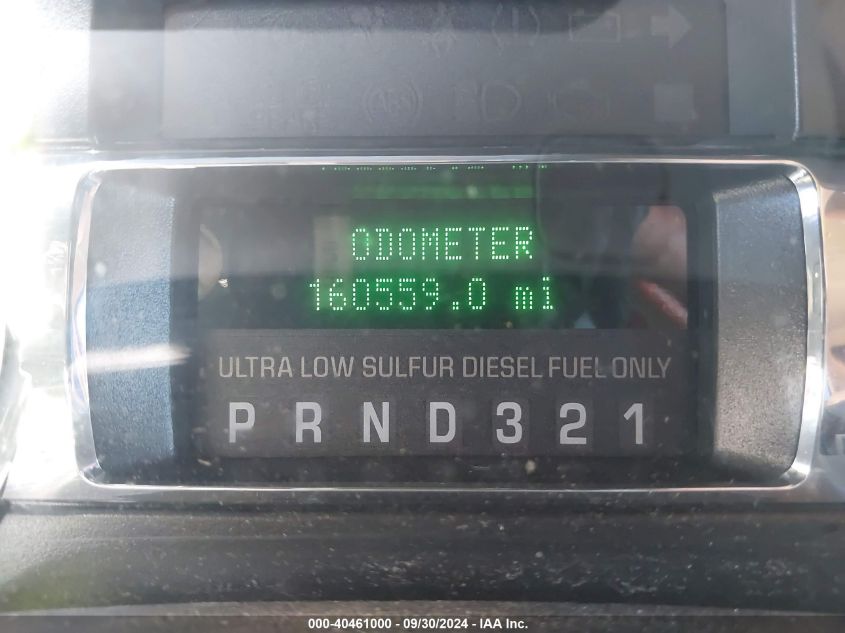 ODOMETER
160559.0 mi
ULTRA LOW SULFUR DIESEL FUEL ONLY
P R N D 3 2 1
000-40461000 - 09/30/2024 - IAA Inc.